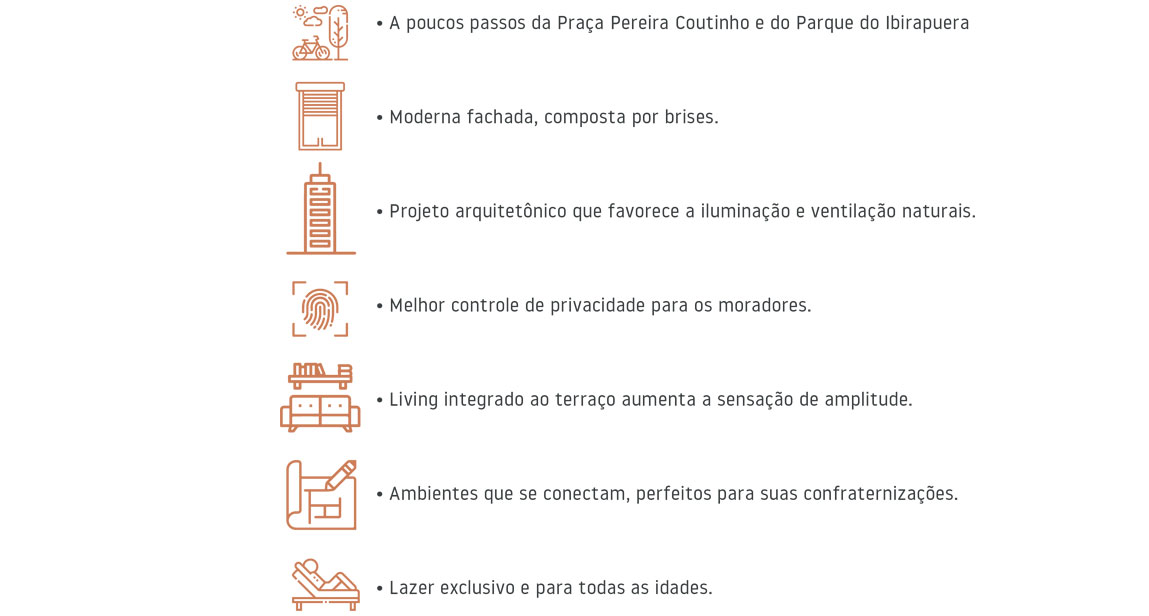 • A poucos passos da Praça Pereira Coutinho e do Parque do Ibirapuera
• Moderna fachada, composta por brises.
• Projeto arquitetônico que favorece a iluminação e ventilação naturais.
• Melhor controle de privacidade para os moradores.
• Living integrado ao terraço aumenta a sensação de amplitude.
• Ambientes que se conectam, perfeitos para suas confraternizações.
• Lazer exclusivo e para todas as idades.